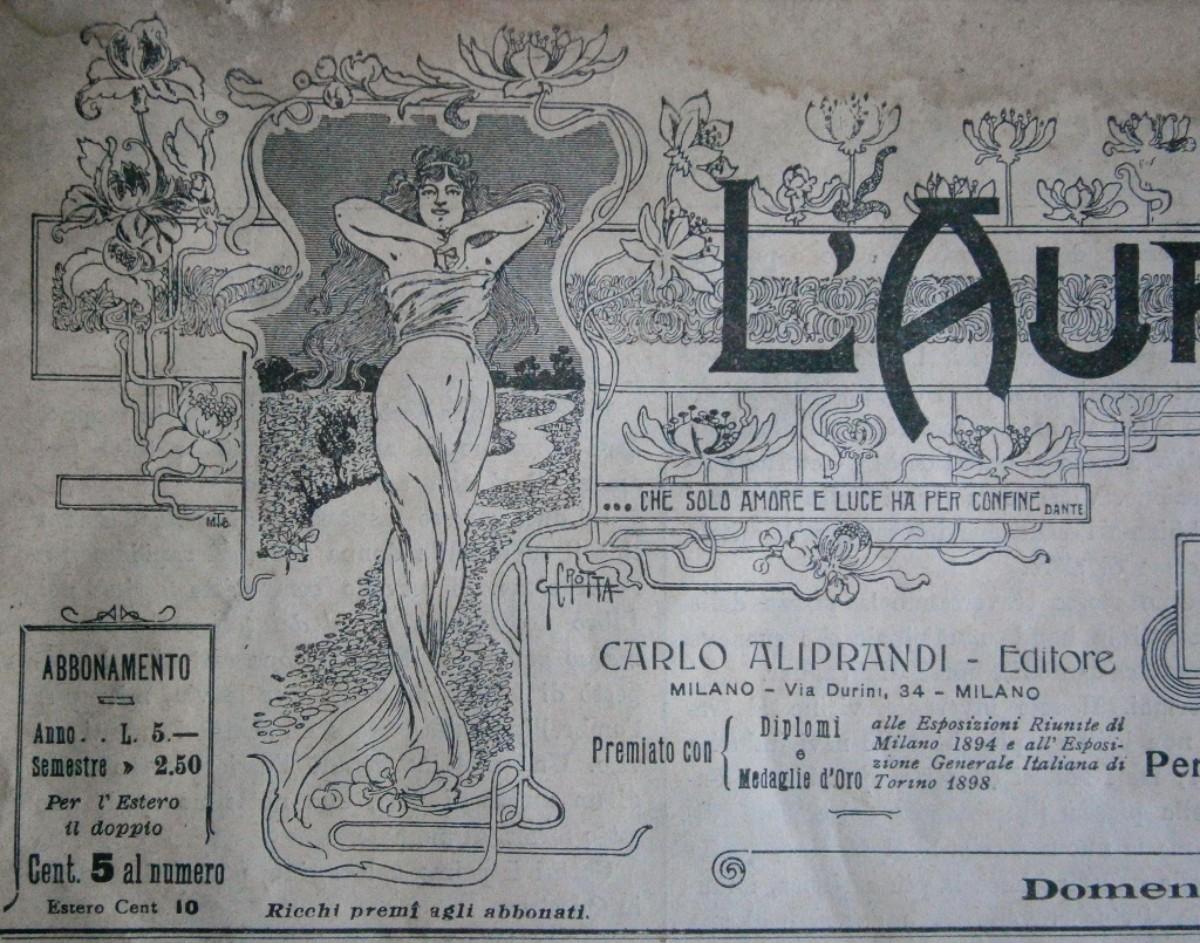 L'AUR
... CHE SOLO AMORE E LUCE HA PER CONFINE DANTE
G CROTTA
CARLO ALIPRANDI - Editore
MILANO - Via Durini, 34 - MILANO
Premiato con { Diplomi e Medaglie d'Oro
alle Esposizioni Riunite di
Milano 1894 e all'Esposi-
zione Generale Italiana di
Torino 1898
Per
Domen
ABBONAMENTO
Anno . . L. 5.—
Semestre » 2.50
Per l'Estero
il doppio
Cent. 5 al numero
Estero Cent 10
Ricchi premî agli abbonati.